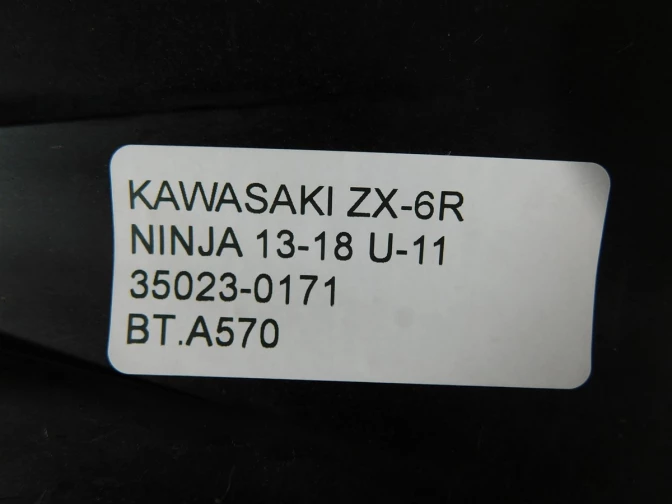 KAWASAKI ZX-6R
NINJA 13-18 U-11
35023-0171
BT.A570